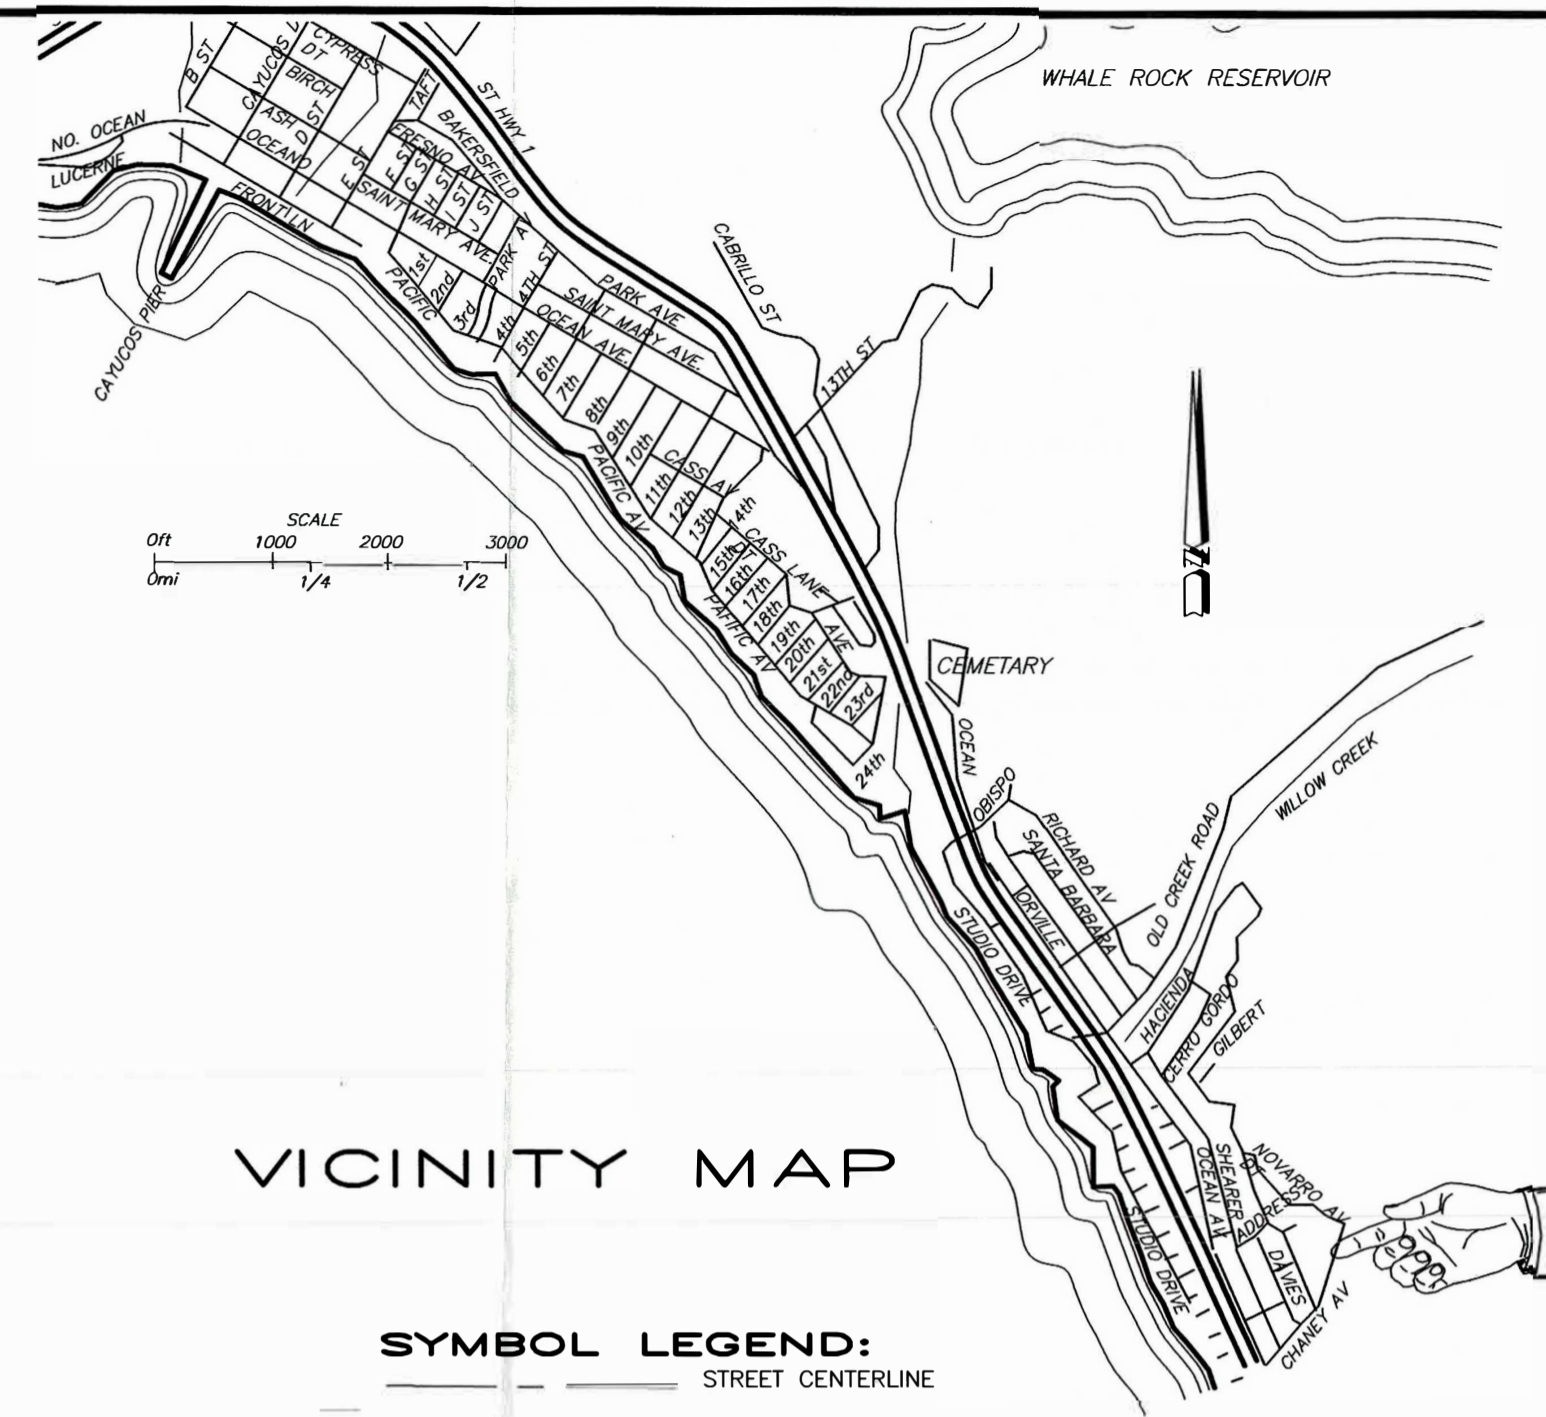 WHALE ROCK RESERVOIR
B ST
CAYUCOS
CYPRESS
DT
BIRCH
ASH
D ST
OCEANO
TAFT
ST HWY 1
BAKERSFIELD
FRESNO AV
NO. OCEAN
LUCERNE
FRONT LN
E ST
F ST
G ST
H ST
I ST
J ST
SAINT MARY AVE.
PARK AV
4TH ST
PACIFIC
1st
2nd
3rd
4th
5th
6th
7th
8th
9th
10th
11th
12th
13th
14th
OCEAN AVE.
SAINT MARY AVE.
PARK AVE
CABRILLO ST
13TH ST
CAYUCOS PIER
PACIFIC AV
CASS AV
CASS LANE
DT
15th
16th
17th
18th
19th
20th
21st
22nd
23rd
24th
AVE
PAFIFIC AV
SCALE
0ft 1000 2000 3000
0mi 1/4 1/2
N
CEMETARY
OCEAN
OBISPO
RICHARD AV
SANTA BARBARA
ORVILLE
OLD CREEK ROAD
WILLOW CREEK
STUDIO DRIVE
HACIENDA
CERRO GORDO
GILBERT
VICINITY MAP
NOVARRO AV
DT
SHEARER
OCEAN AV
ADDRESS
STUDIO DRIVE
DAVIES
CHANEY AV
SYMBOL LEGEND:
STREET CENTERLINE